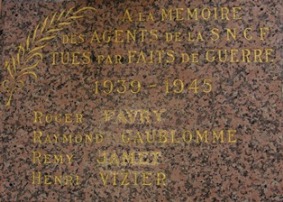 A LA MEMOIRE
DES AGENTS DE LA S.N.C.F.
TUES PAR FAITS DE GUERRE
1939-1945
ROGER FAVRY
RAYMOND GAUBLOMME
REMY JAMET
HENRI VIZIER